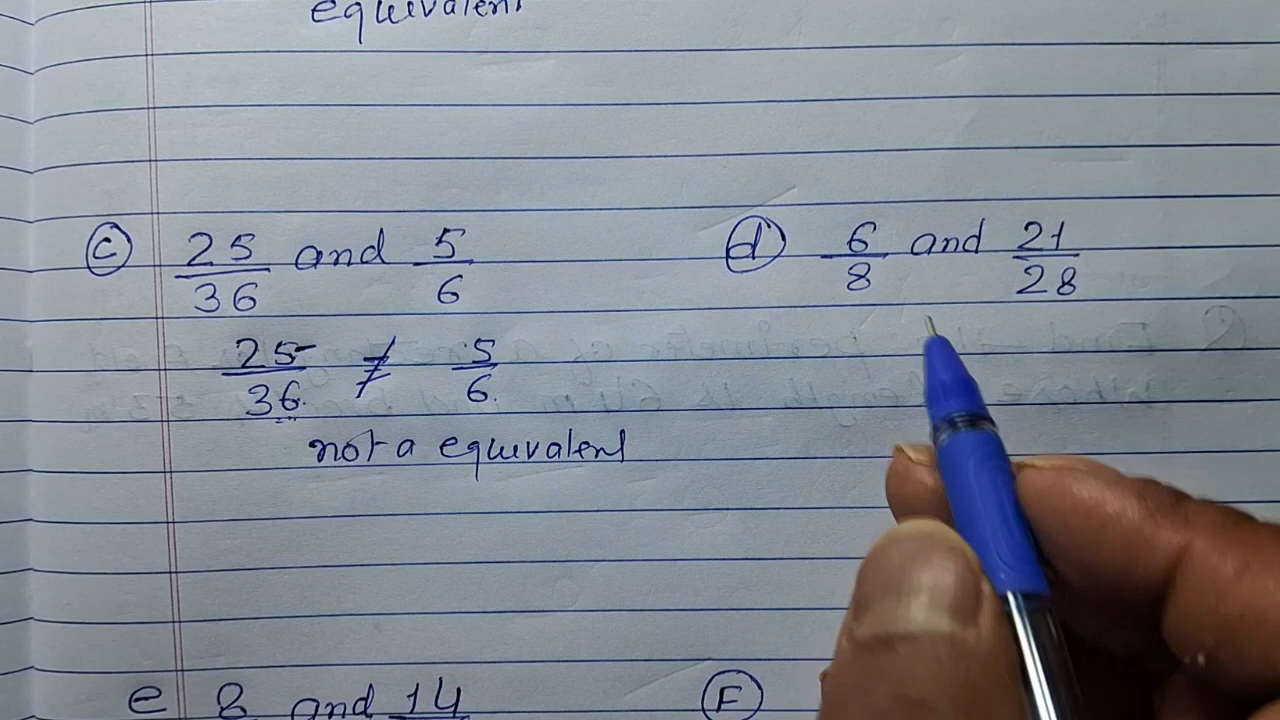 equivalent
(c) 25/36 and 5/6
25/36 ≠ 5/6
not a equivalent
(d) 6/8 and 21/28
e 8 and 14
(F)